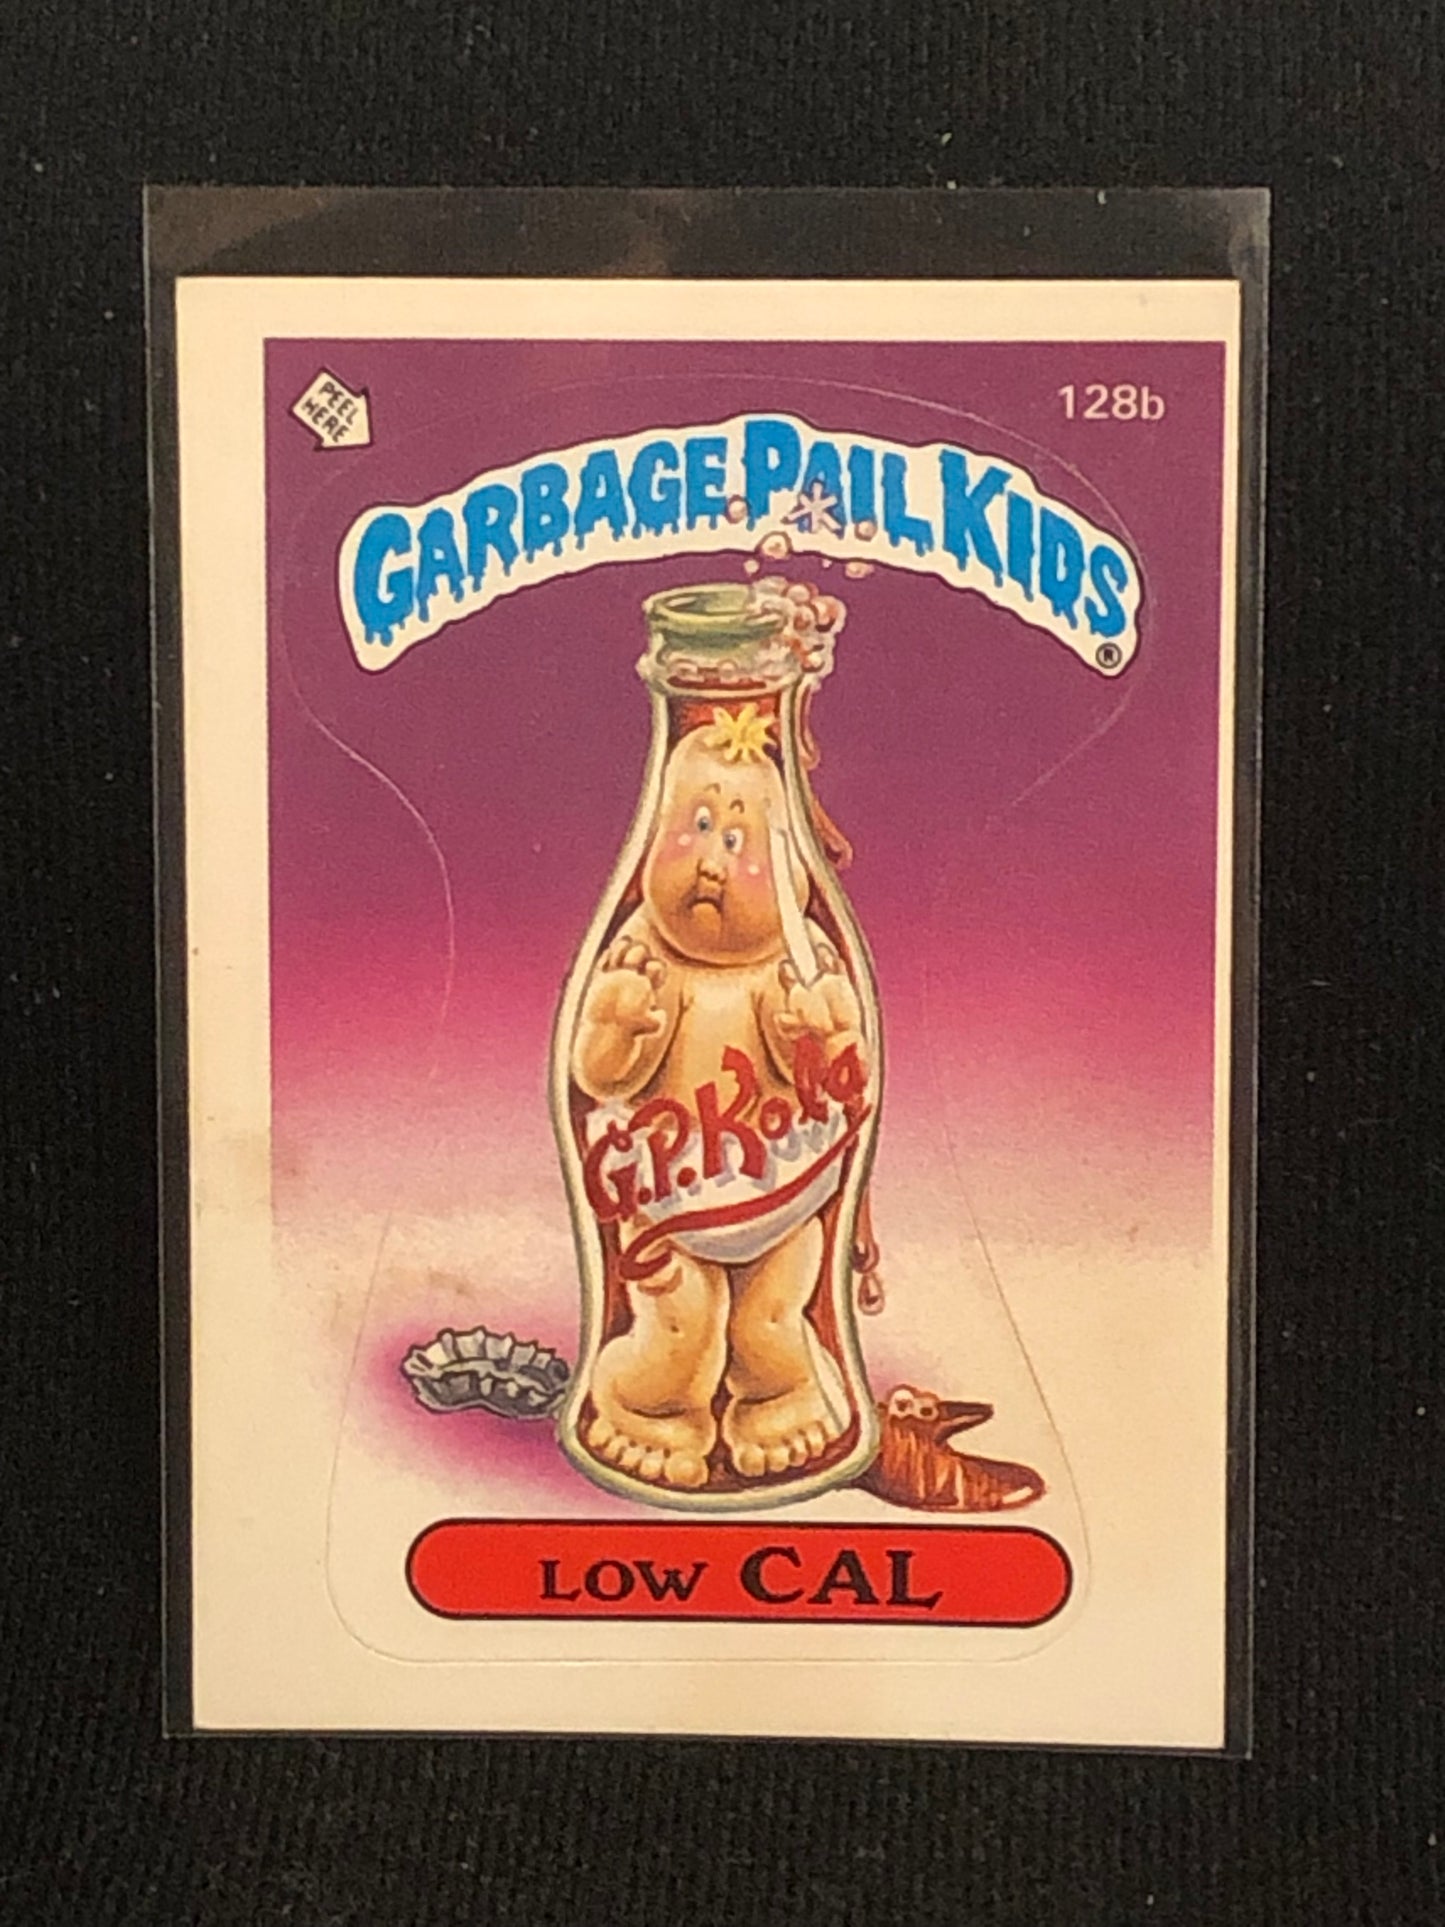 PEEL
HERE
128b
GARBAGE PAIL KIDS
®
G.P. Kola
LOW CAL